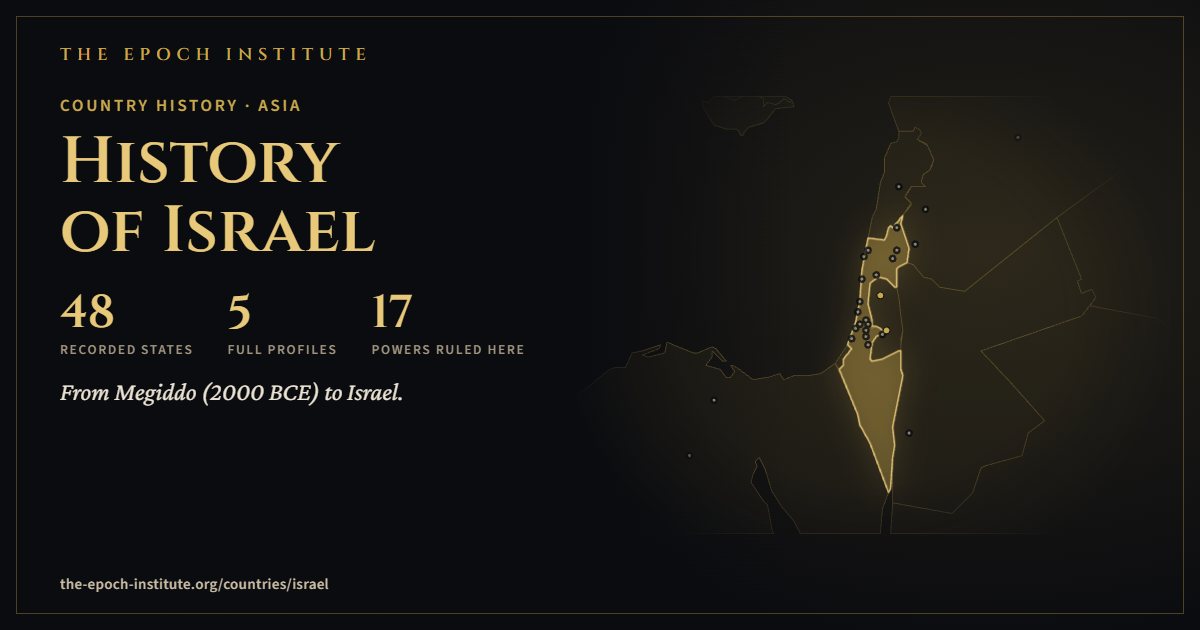 THE EPOCH INSTITUTE
COUNTRY HISTORY · ASIA
History
of Israel
48 5 17
RECORDED STATES FULL PROFILES POWERS RULED HERE
From Megiddo (2000 BCE) to Israel.
the-epoch-institute.org/countries/israel